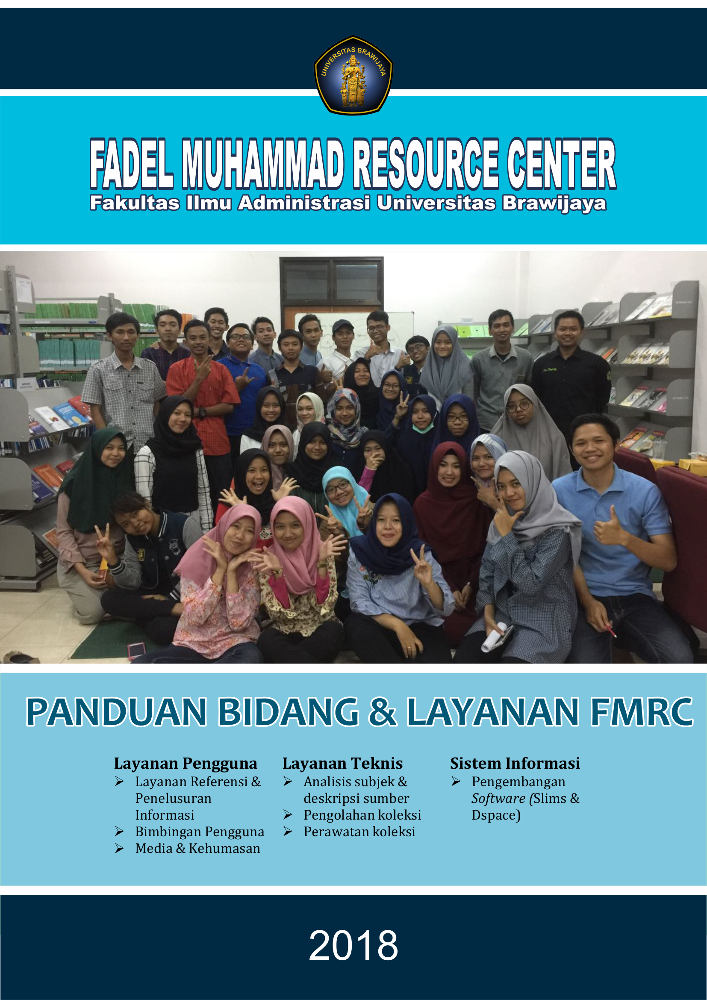 UNIVERSITAS BRAWIJAYA
FADEL MUHAMMAD RESOURCE CENTER
Fakultas Ilmu Administrasi Universitas Brawijaya
PANDUAN BIDANG & LAYANAN FMRC
Layanan Pengguna
➢ Layanan Referensi &
Penelusuran
Informasi
➢ Bimbingan Pengguna
➢ Media & Kehumasan
Layanan Teknis
➢ Analisis subjek &
deskripsi sumber
➢ Pengolahan koleksi
➢ Perawatan koleksi
Sistem Informasi
➢ Pengembangan
Software (Slims &
Dspace)
2018